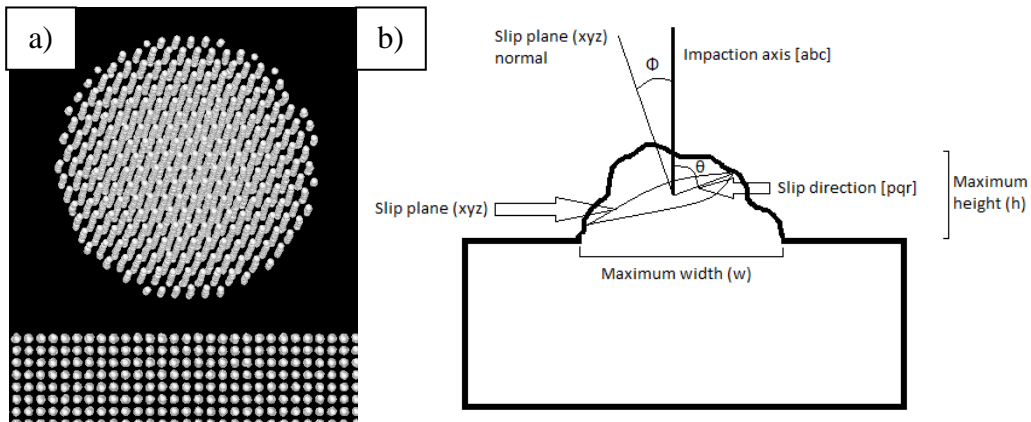 a)
b)
Slip plane (xyz)
normal
Φ
Impaction axis [abc]
θ
Slip direction [pqr]
Maximum
height (h)
Slip plane (xyz)
Maximum width (w)